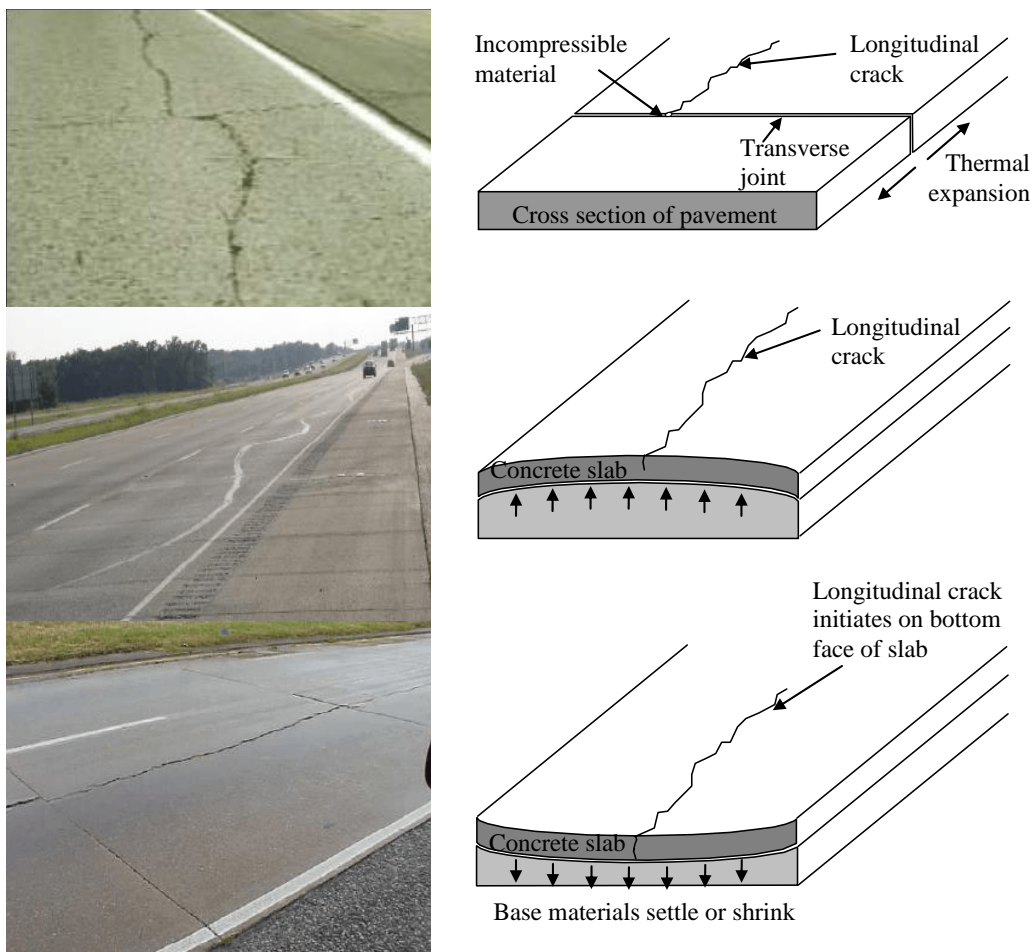 Incompressible
material
Longitudinal
crack
Transverse
joint
Thermal
expansion
Cross section of pavement
Longitudinal
crack
Concrete slab
Longitudinal crack
initiates on bottom
face of slab
Concrete slab
Base materials settle or shrink